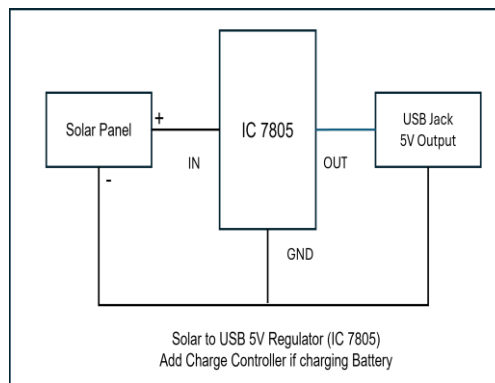 Solar Panel
+
-
IN
IC 7805
OUT
USB Jack
5V Output
GND
Solar to USB 5V Regulator (IC 7805)
Add Charge Controller if charging Battery